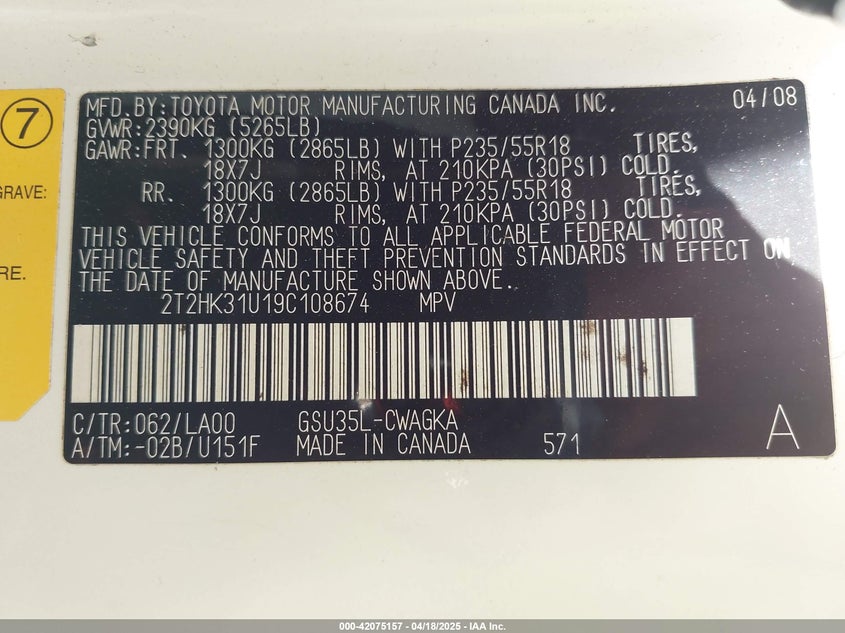 7
GRAVE:
RE.
MFD.BY:TOYOTA MOTOR MANUFACTURING CANADA INC. 04/08
GVWR:2390KG (5265LB)
GAWR:FRT. 1300KG (2865LB) WITH P235/55R18 TIRES,
18X7J RIMS, AT 210KPA (30PSI) COLD.
RR. 1300KG (2865LB) WITH P235/55R18 TIRES,
18X7J RIMS, AT 210KPA (30PSI) COLD.
THIS VEHICLE CONFORMS TO ALL APPLICABLE FEDERAL MOTOR
VEHICLE SAFETY AND THEFT PREVENTION STANDARDS IN EFFECT ON
THE DATE OF MANUFACTURE SHOWN ABOVE.
2T2HK31U19C108674 MPV
C/TR:062/LA00 GSU35L-CWAGKA
A/TM:-02B/U151F MADE IN CANADA 571 A
000-42075157 - 04/18/2025 - IAA Inc.